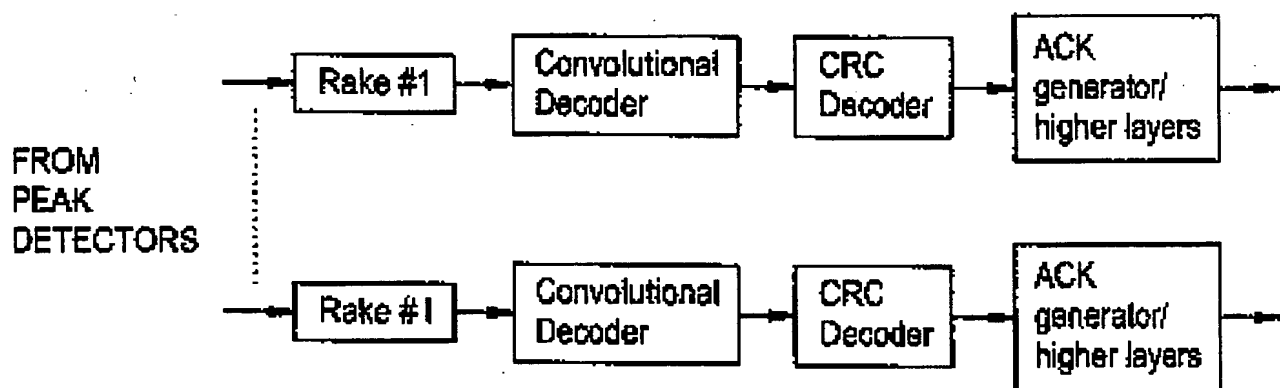 FROM
PEAK
DETECTORS
Rake #1
Convolutional
Decoder
CRC
Decoder
ACK
generator/
higher layers
Rake #I
Convolutional
Decoder
CRC
Decoder
ACK
generator/
higher layers